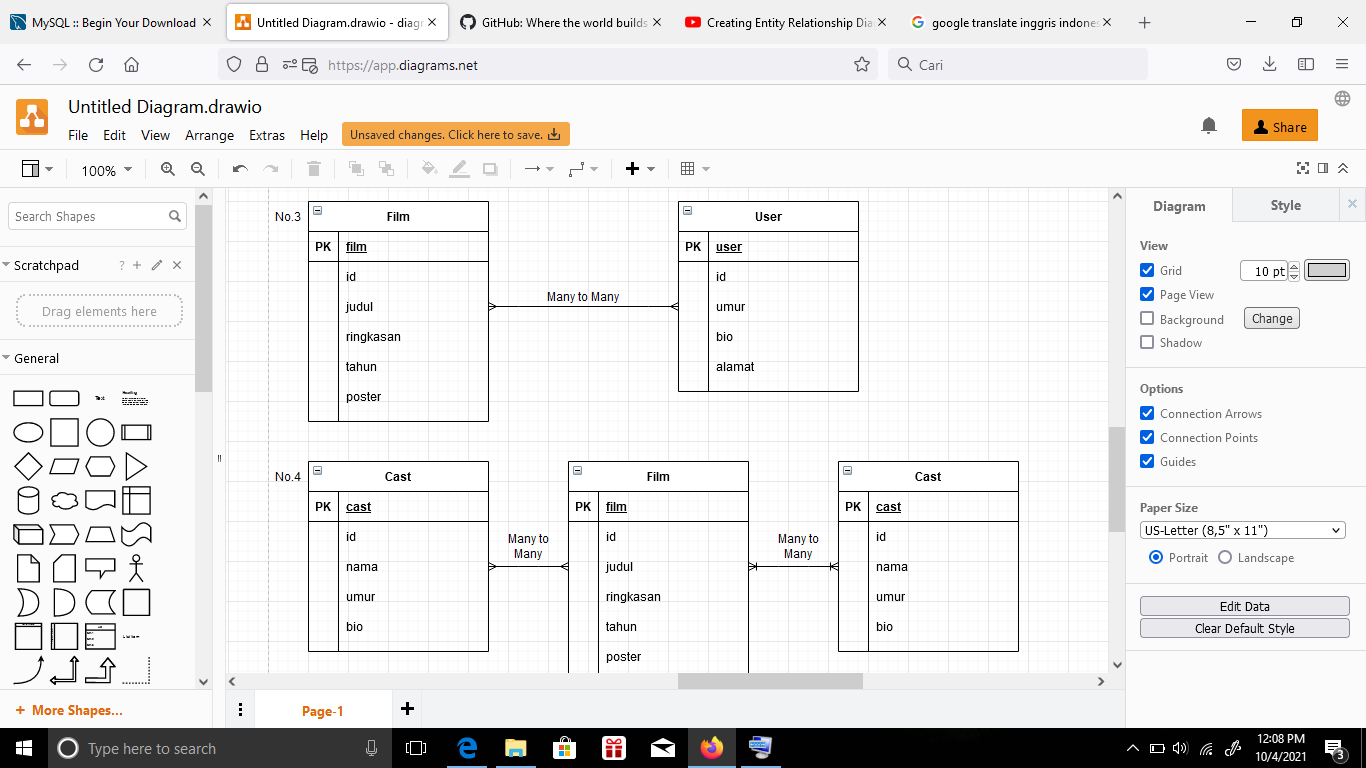 MySQL :: Begin Your Download
Untitled Diagram.drawio - diagr
GitHub: Where the world builds
Creating Entity Relationship Dia
google translate inggris indones
https://app.diagrams.net
Cari
Untitled Diagram.drawio
File Edit View Arrange Extras Help
Unsaved changes. Click here to save.
Share
100%
Search Shapes
Scratchpad
?
Drag elements here
General
Text
Heading
More Shapes...
No.3
Film
PK film
id
judul
ringkasan
tahun
poster
Many to Many
User
PK user
id
umur
bio
alamat
No.4
Cast
PK cast
id
nama
umur
bio
Many to
Many
Film
PK film
id
judul
ringkasan
tahun
poster
Many to
Many
Cast
PK cast
id
nama
umur
bio
Page-1
Diagram
Style
View
Grid
10 pt
Page View
Background
Change
Shadow
Options
Connection Arrows
Connection Points
Guides
Paper Size
US-Letter (8,5" x 11")
Portrait
Landscape
Edit Data
Clear Default Style
Type here to search
12:08 PM
10/4/2021
3